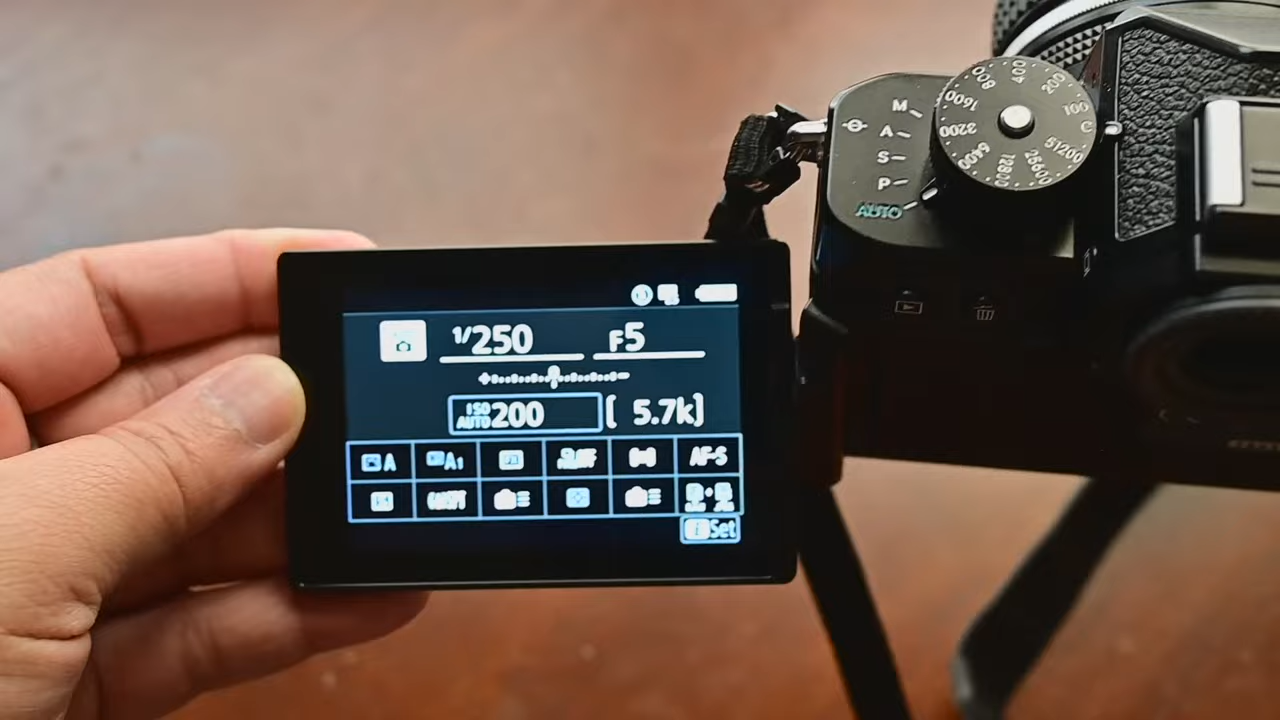 1/250 F5
ISO AUTO 200 [ 5.7k]
A A1 AF-S
i Set
M
A
S
P
AUTO
C 100 200 400 800 1600 3200 6400 12800 25600 51200